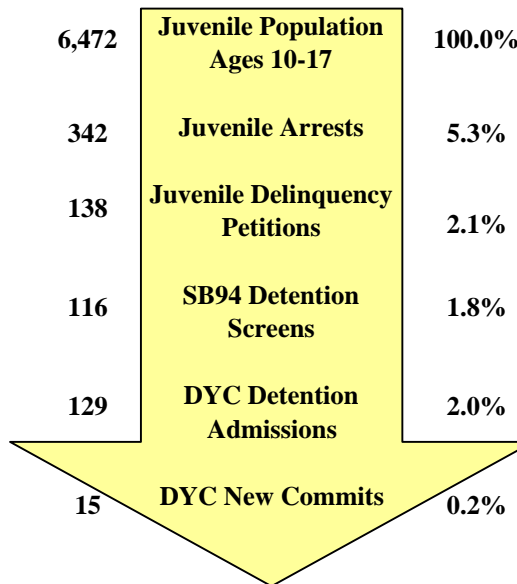 6,472 Juvenile Population 100.0%
Ages 10-17
342 Juvenile Arrests 5.3%
138 Juvenile Delinquency
Petitions 2.1%
116 SB94 Detention 1.8%
Screens
129 DYC Detention 2.0%
Admissions
15 DYC New Commits 0.2%